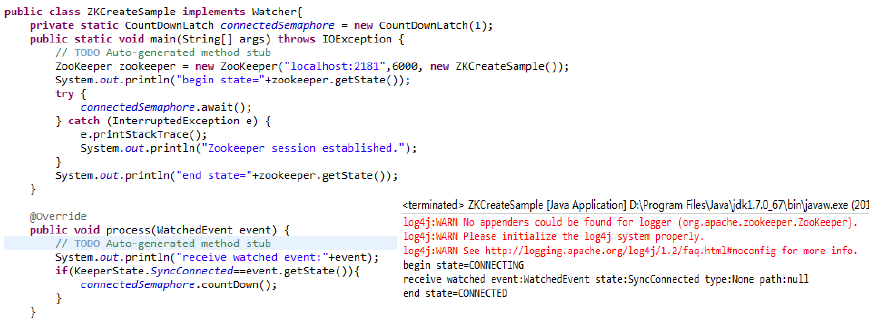 public class ZKCreateSample implements Watcher{
private static CountDownLatch connectedSemaphore = new CountDownLatch(1);
public static void main(String[] args) throws IOException {
// TODO Auto-generated method stub
ZooKeeper zookeeper = new ZooKeeper("localhost:2181",6000, new ZKCreateSample());
System.out.println("begin state="+zookeeper.getState());
try {
connectedSemaphore.await();
} catch (InterruptedException e) {
e.printStackTrace();
System.out.println("Zookeeper session established.");
}
System.out.println("end state="+zookeeper.getState());
}
@Override
public void process(WatchedEvent event) {
// TODO Auto-generated method stub
System.out.println("receive watched event:"+event);
if(KeeperState.SyncConnected==event.getState()){
connectedSemaphore.countDown();
}
}
<terminated> ZKCreateSample [Java Application] D:\Program Files\Java\jdk1.7.0_67\bin\javaw.exe (201
log4j:WARN No appenders could be found for logger (org.apache.zookeeper.ZooKeeper).
log4j:WARN Please initialize the log4j system properly.
log4j:WARN See http://logging.apache.org/log4j/1.2/faq.html#noconfig for more info.
begin state=CONNECTING
receive watched event:WatchedEvent state:SyncConnected type:None path:null
end state=CONNECTED